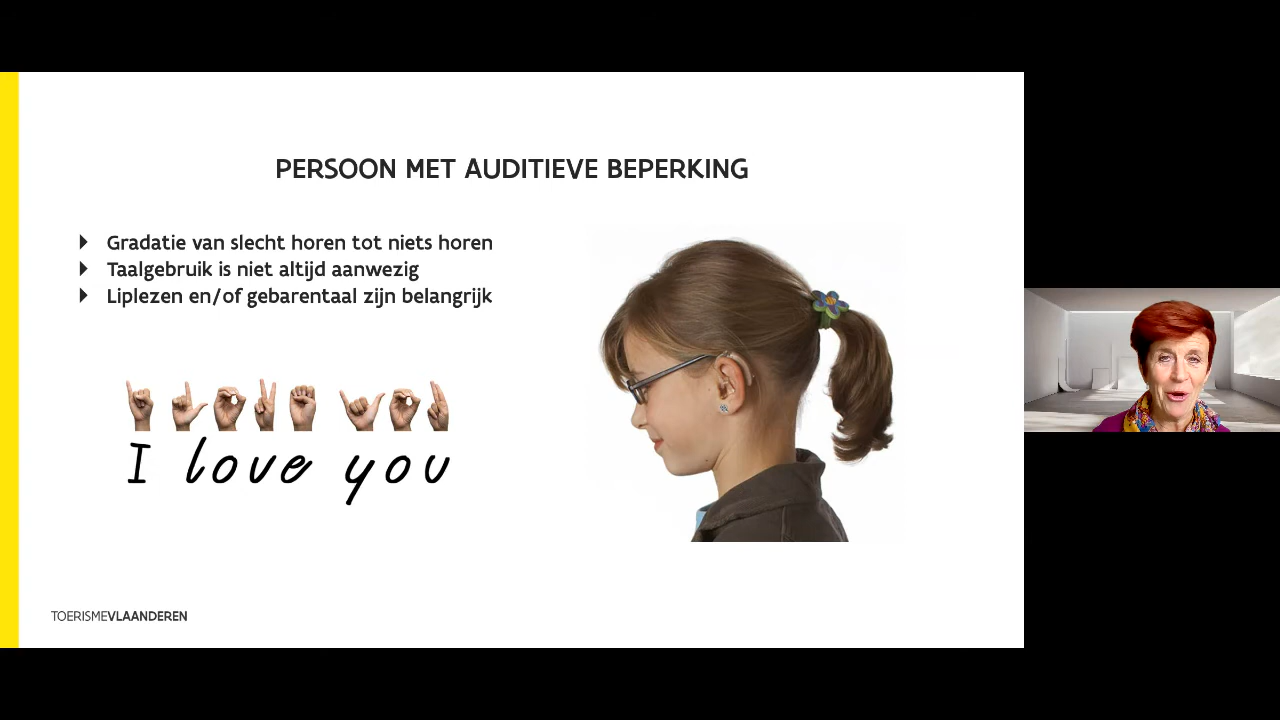 PERSOON MET AUDITIEVE BEPERKING
Gradatie van slecht horen tot niets horen
Taalgebruik is niet altijd aanwezig
Liplezen en/of gebarentaal zijn belangrijk
I love you
TOERISMEVLAANDEREN